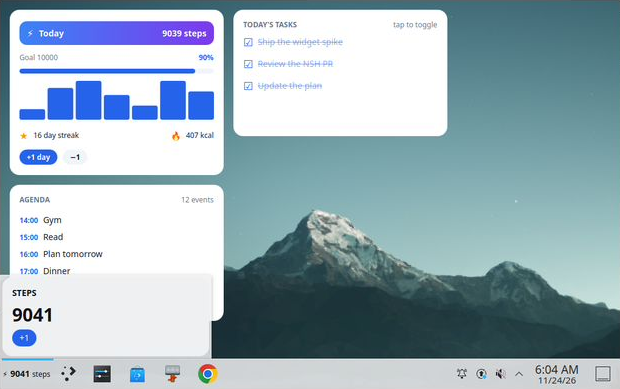 ⚡ Today 9039 steps
Goal 10000 90%
★ 16 day streak 🔥 407 kcal
+1 day −1
TODAY'S TASKS tap to toggle
☑ Ship the widget spike
☑ Review the NSH PR
☑ Update the plan
AGENDA 12 events
14:00 Gym
15:00 Read
16:00 Plan tomorrow
17:00 Dinner
STEPS
9041
+1
⚡ 9041 steps
6:04 AM
11/24/26